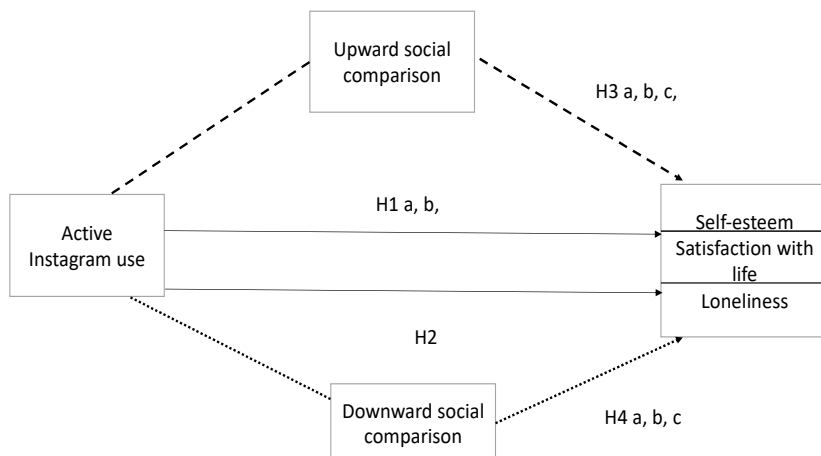 Upward social
comparison
H3 a, b, c,
H1 a, b,
Active
Instagram use
Self-esteem
Satisfaction with
life
Loneliness
H2
Downward social
comparison
H4 a, b, c